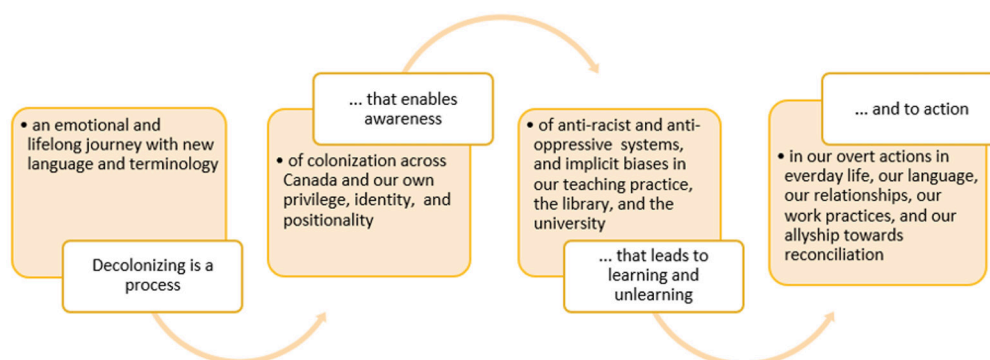 • an emotional and
lifelong journey with new
language and terminology
Decolonizing is a
process
... that enables
awareness
• of colonization across
Canada and our own
privilege, identity, and
positionality
• of anti-racist and anti-
oppressive systems,
and implicit biases in
our teaching practice,
the library, and the
university
... that leads to
learning and
unlearning
... and to action
• in our overt actions in
everday life, our language,
our relationships, our
work practices, and our
allyship towards
reconciliation